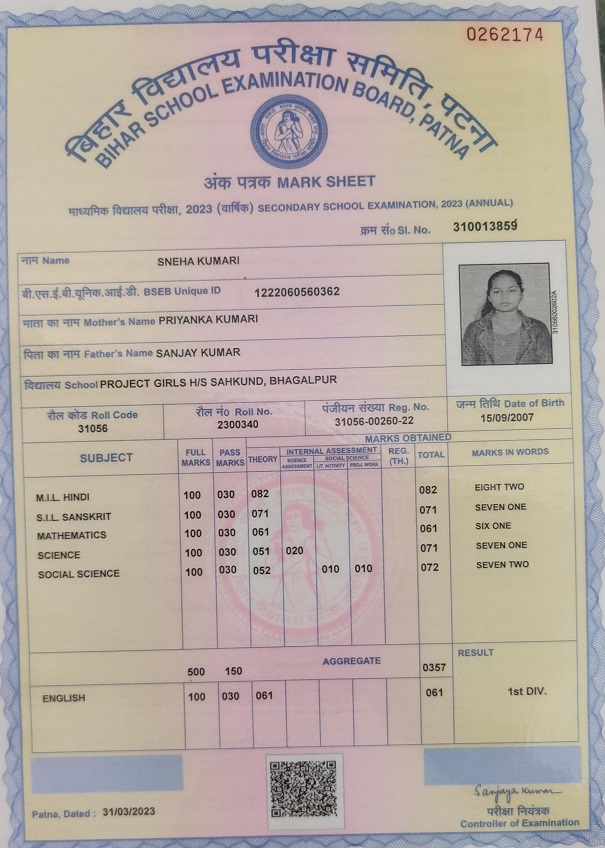 0262174
बिहार विद्यालय परीक्षा समिति, पटना
BIHAR SCHOOL EXAMINATION BOARD, PATNA
अंक पत्रक MARK SHEET
माध्यमिक विद्यालय परीक्षा, 2023 (वार्षिक) SECONDARY SCHOOL EXAMINATION, 2023 (ANNUAL)
क्रम सं० Sl. No. 310013859
नाम Name SNEHA KUMARI
बी.एस.ई.बी.यूनिक.आई.डी. BSEB Unique ID 1222060560362
माता का नाम Mother's Name PRIYANKA KUMARI
पिता का नाम Father's Name SANJAY KUMAR
विद्यालय School PROJECT GIRLS H/S SAHKUND, BHAGALPUR
रौल कोड Roll Code रौल नं० Roll No. पंजीयन संख्या Reg. No. जन्म तिथि Date of Birth
31056 2300340 31056-00260-22 15/09/2007
MARKS OBTAINED
SUBJECT FULL MARKS PASS MARKS THEORY INTERNAL ASSESSMENT REG. (TH.) TOTAL MARKS IN WORDS
SCIENCE ASSESSMENT SOCIAL SCIENCE
LIT. ACTIVITY PROJ. WORK
M.I.L. HINDI 100 030 082 082 EIGHT TWO
S.I.L. SANSKRIT 100 030 071 071 SEVEN ONE
MATHEMATICS 100 030 061 061 SIX ONE
SCIENCE 100 030 051 020 071 SEVEN ONE
SOCIAL SCIENCE 100 030 052 010 010 072 SEVEN TWO
500 150 AGGREGATE 0357 RESULT
ENGLISH 100 030 061 061 1st DIV.
Sanjaya Kumar
Patna, Dated : 31/03/2023
परीक्षा नियंत्रक
Controller of Examination